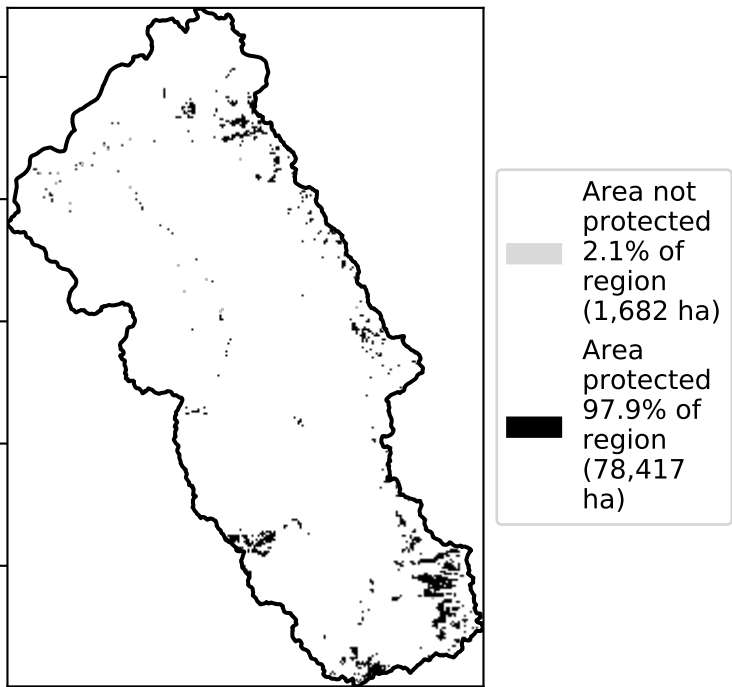 Area not
protected
2.1% of
region
(1,682 ha)
Area
protected
97.9% of
region
(78,417
ha)